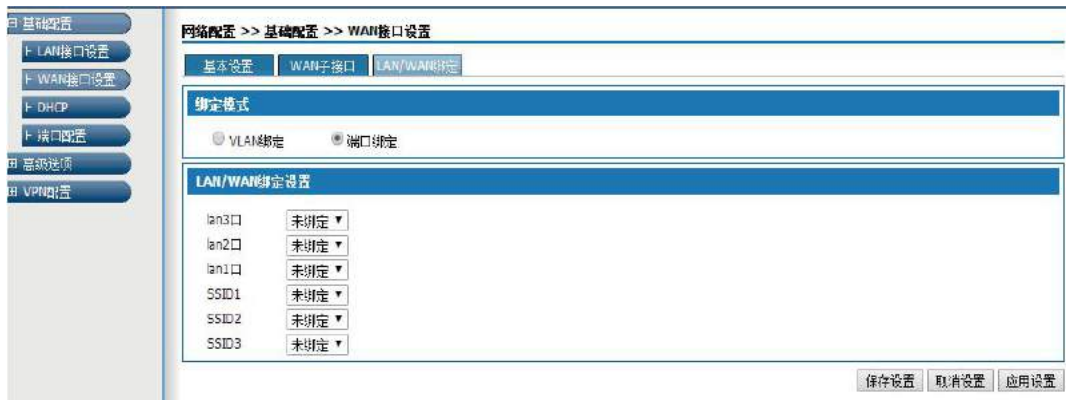 基础配置
LAN接口设置
WAN接口设置
DHCP
端口配置
高级选项
VPN配置
网络配置 >> 基础配置 >> WAN接口设置
基本设置 WAN子接口 LAN/WAN绑定
绑定模式
VLAN绑定 端口绑定
LAN/WAN绑定设置
lan3口 未绑定
lan2口 未绑定
lan1口 未绑定
SSID1 未绑定
SSID2 未绑定
SSID3 未绑定
保存设置 取消设置 应用设置